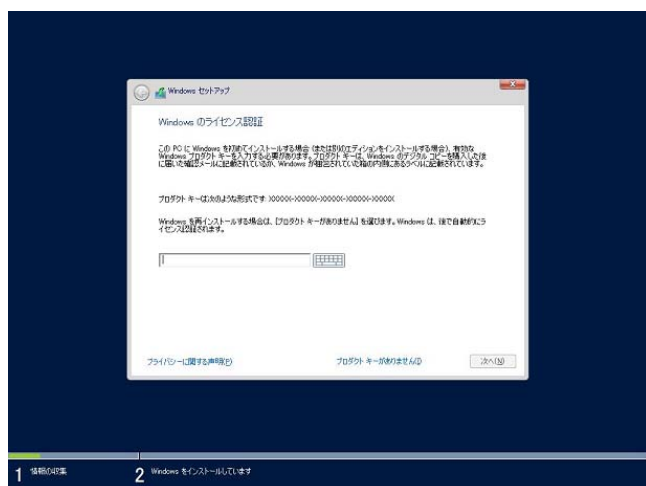 Windows セットアップ
Windows のライセンス認証
この PC に Windows を初めてインストールする場合 (または別のエディションをインストールする場合)、有効な
Windows プロダクト キーを入力する必要があります。プロダクト キーは、Windows のデジタル コピーを購入した後
に届いた確認メールに記載されているか、Windows が梱包されていた箱の内側にあるラベルに記載されています。
プロダクト キーは次のような形式です: XXXXX-XXXXX-XXXXX-XXXXX-XXXXX
Windows を再インストールする場合は、[プロダクト キーがありません] を選びます。Windows は、後で自動的にラ
イセンス認証されます。
プライバシーに関する声明(P)
プロダクト キーがありません(I)
次へ(N)
1 情報の収集
2 Windows をインストールしています